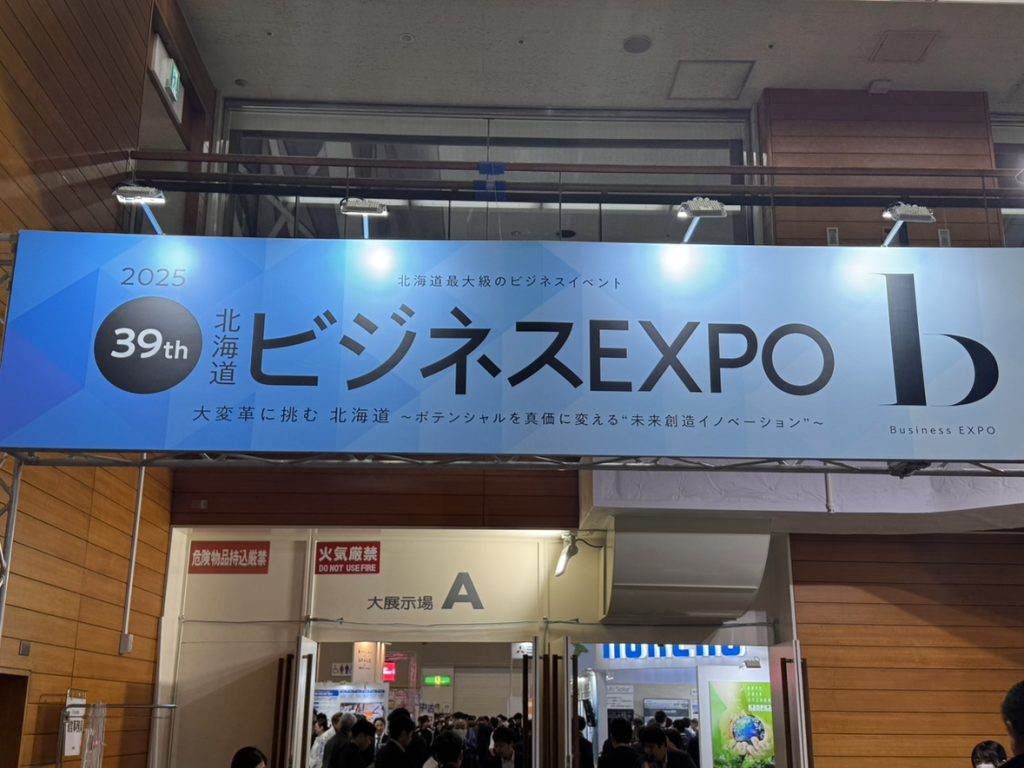 2025
北海道最大級のビジネスイベント
39th
北海道
ビジネスEXPO
b
大変革に挑む 北海道 ～ポテンシャルを真価に変える“未来創造イノベーション”～
Business EXPO
危険物品持込厳禁
火気厳禁
DO NOT USE FIRE
大展示場 A